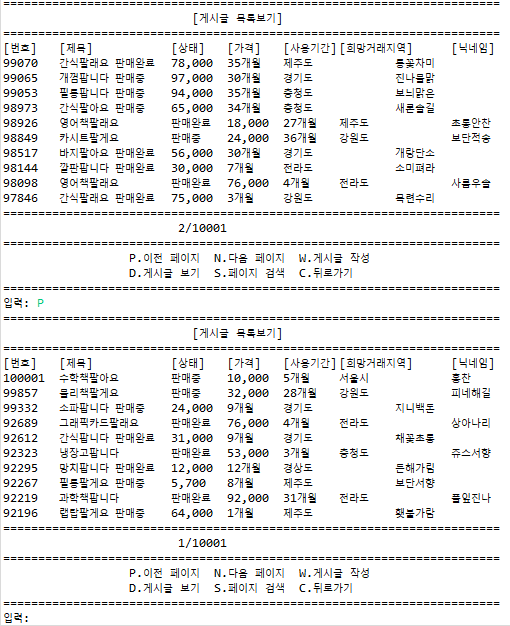 ================================================================
[게시글 목록보기]
================================================================
[번호] [제목] [상태] [가격] [사용기간][희망거래지역] [닉네임]
99070 간식팔래요 판매완료 78,000 35개월 제주도 통꽃차미
99065 개껌팝니다 판매중 97,000 30개월 경기도 진나을맑
99053 필통팝니다 판매중 94,000 35개월 충청도 보늬맑은
98973 간식팔아요 판매중 65,000 34개월 충청도 새론슬길
98926 영어책팔래요 판매완료 18,000 27개월 제주도 초롱안찬
98849 카시트팔게요 판매중 24,000 36개월 강원도 보단적송
98517 바지팔아요 판매완료 56,000 30개월 경기도 개랑단소
98144 깔판팝니다 판매완료 30,000 7개월 전라도 소리펴라
98098 영어책팔래요 판매완료 76,000 4개월 전라도 사름우솔
97846 간식팔래요 판매완료 75,000 3개월 강원도 목련수리
================================================================
2/10001
================================================================
P.이전 페이지 N.다음 페이지 W.게시글 작성
D.게시글 보기 S.페이지 검색 C.뒤로가기
================================================================
입력: P
================================================================
[게시글 목록보기]
================================================================
[번호] [제목] [상태] [가격] [사용기간][희망거래지역] [닉네임]
100001 수학책팔아요 판매중 10,000 5개월 서울시 홍찬
99857 물리책팔게요 판매중 32,000 28개월 강원도 피네해길
99332 소파팝니다 판매중 24,000 9개월 경기도 지니백돈
92689 그래픽카드팔래요 판매완료 76,000 4개월 전라도 상아나리
92612 간식팝니다 판매완료 31,000 9개월 경기도 채꽃초롱
92323 냉장고팝니다 판매완료 53,000 3개월 충청도 쥬스서향
92295 망치팝니다 판매완료 12,000 12개월 경상도 든해가람
92267 필통팔게요 판매중 5,700 8개월 제주도 보단서향
92219 과학책팝니다 판매완료 92,000 31개월 전라도 풀잎진나
92196 랩탑팔게요 판매중 64,000 1개월 제주도 횃불가람
================================================================
1/10001
================================================================
P.이전 페이지 N.다음 페이지 W.게시글 작성
D.게시글 보기 S.페이지 검색 C.뒤로가기
================================================================
입력: